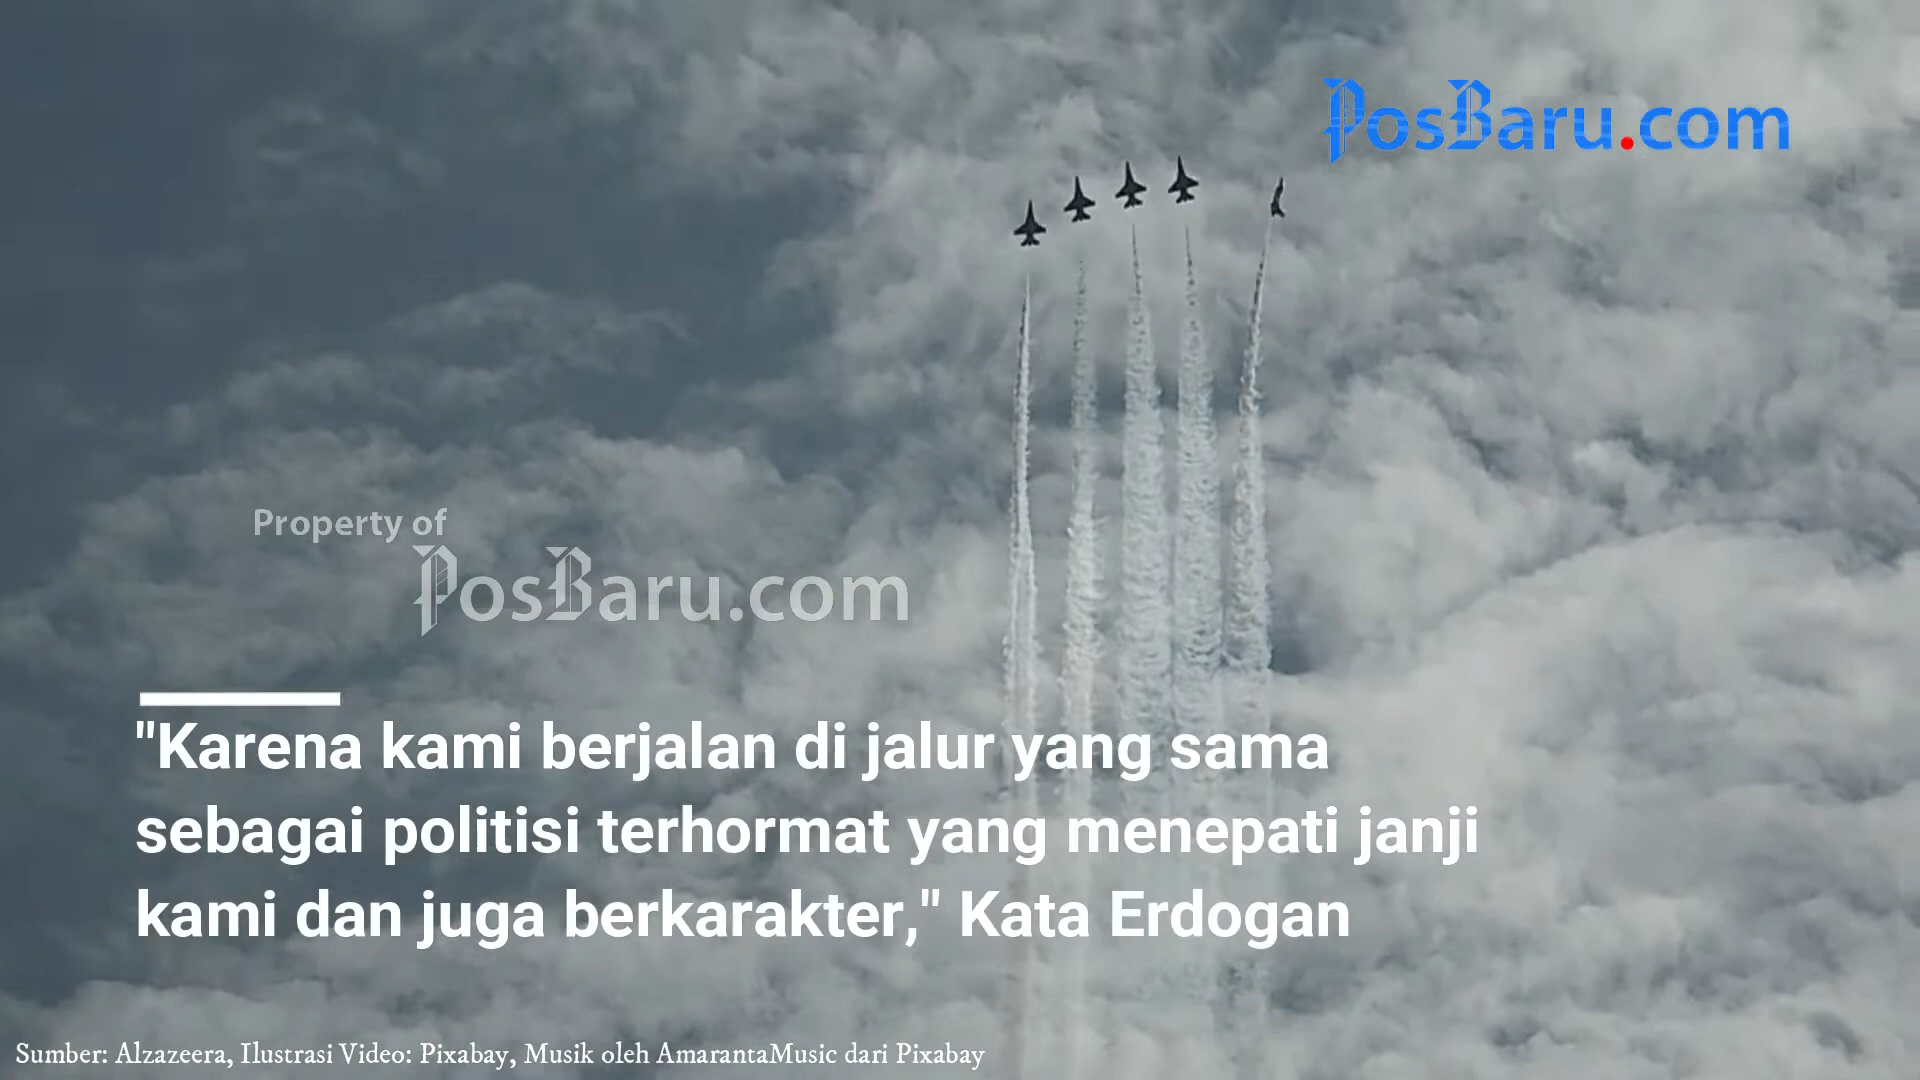 PosBaru.com
Property of
PosBaru.com
"Karena kami berjalan di jalur yang sama
sebagai politisi terhormat yang menepati janji
kami dan juga berkarakter," Kata Erdogan
Sumber: Alzazeera, Ilustrasi Video: Pixabay, Musik oleh AmarantaMusic dari Pixabay